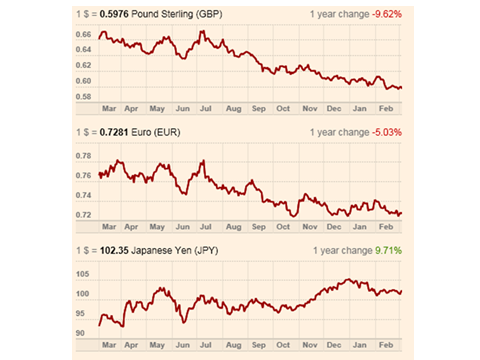 1 $ = 0.5976 Pound Sterling (GBP) 1 year change -9.62%
0.66
0.64
0.62
0.60
0.58
Mar Apr May Jun Jul Aug Sep Oct Nov Dec Jan Feb
1 $ = 0.7281 Euro (EUR) 1 year change -5.03%
0.78
0.76
0.74
0.72
Mar Apr May Jun Jul Aug Sep Oct Nov Dec Jan Feb
1 $ = 102.35 Japanese Yen (JPY) 1 year change 9.71%
105
100
95
90
Mar Apr May Jun Jul Aug Sep Oct Nov Dec Jan Feb